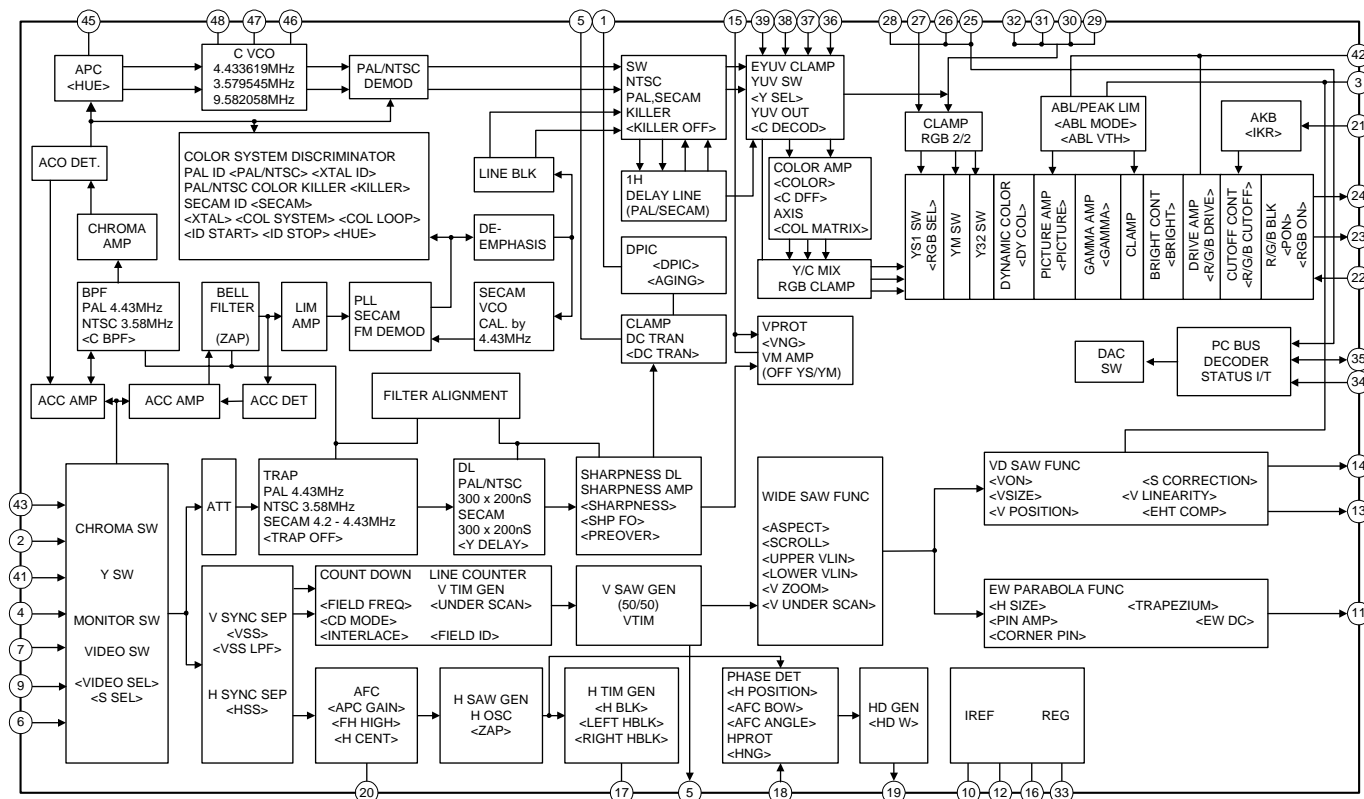 45
48
47
46
5
1
15
39
38
37
36
28
27
26
25
32
31
30
29
42
3
21
24
23
22
35
34
14
13
11
43
2
41
4
7
9
6
20
17
5
18
19
10
12
16
33
APC
<HUE>
C VCO
4.433619MHz
3.579545MHz
9.582058MHz
PAL/NTSC
DEMOD
SW
NTSC
PAL,SECAM
KILLER
<KILLER OFF>
EYUV CLAMP
YUV SW
<Y SEL>
YUV OUT
<C DECOD>
CLAMP
RGB 2/2
ABL/PEAK LIM
<ABL MODE>
<ABL VTH>
AKB
<IKR>
ACO DET.
COLOR SYSTEM DISCRIMINATOR
PAL ID <PAL/NTSC> <XTAL ID>
PAL/NTSC COLOR KILLER <KILLER>
SECAM ID <SECAM>
<XTAL> <COL SYSTEM> <COL LOOP>
<ID START> <ID STOP> <HUE>
LINE BLK
1H
DELAY LINE
(PAL/SECAM)
COLOR AMP
<COLOR>
<C DFF>
AXIS
<COL MATRIX>
YS1 SW
<RGB SEL>
YM SW
Y32 SW
DYNAMIC COLOR
<DY COL>
PICTURE AMP
<PICTURE>
GAMMA AMP
<GAMMA>
CLAMP
BRIGHT CONT
<BRIGHT>
DRIVE AMP
<R/G/B DRIVE>
CUTOFF CONT
<R/G/B CUTOFF>
R/G/B BLK
<PON>
<RGB ON>
CHROMA
AMP
DE-
EMPHASIS
DPIC
<DPIC>
<AGING>
Y/C MIX
RGB CLAMP
BPF
PAL 4.43MHz
NTSC 3.58MHz
<C BPF>
BELL
FILTER
(ZAP)
LIM
AMP
PLL
SECAM
FM DEMOD
SECAM
VCO
CAL. by
4.43MHz
CLAMP
DC TRAN
<DC TRAN>
VPROT
<VNG>
VM AMP
(OFF YS/YM)
DAC
SW
PC BUS
DECODER
STATUS I/T
ACC AMP
ACC AMP
ACC DET
FILTER ALIGNMENT
CHROMA SW
Y SW
MONITOR SW
VIDEO SW
<VIDEO SEL>
<S SEL>
ATT
TRAP
PAL 4.43MHz
NTSC 3.58MHz
SECAM 4.2 - 4.43MHz
<TRAP OFF>
DL
PAL/NTSC
300 x 200nS
SECAM
300 x 200nS
<Y DELAY>
SHARPNESS DL
SHARPNESS AMP
<SHARPNESS>
<SHP FO>
<PREOVER>
WIDE SAW FUNC
<ASPECT>
<SCROLL>
<UPPER VLIN>
<LOWER VLIN>
<V ZOOM>
<V UNDER SCAN>
VD SAW FUNC
<VON> <S CORRECTION>
<VSIZE> <V LINEARITY>
<V POSITION> <EHT COMP>
V SYNC SEP
<VSS>
<VSS LPF>
H SYNC SEP
<HSS>
COUNT DOWN LINE COUNTER
V TIM GEN
<FIELD FREQ> <UNDER SCAN>
<CD MODE>
<INTERLACE> <FIELD ID>
V SAW GEN
(50/50)
VTIM
EW PARABOLA FUNC
<H SIZE> <TRAPEZIUM>
<PIN AMP> <EW DC>
<CORNER PIN>
AFC
<APC GAIN>
<FH HIGH>
<H CENT>
H SAW GEN
H OSC
<ZAP>
H TIM GEN
<H BLK>
<LEFT HBLK>
<RIGHT HBLK>
PHASE DET
<H POSITION>
<AFC BOW>
<AFC ANGLE>
HPROT
<HNG>
HD GEN
<HD W>
IREF REG